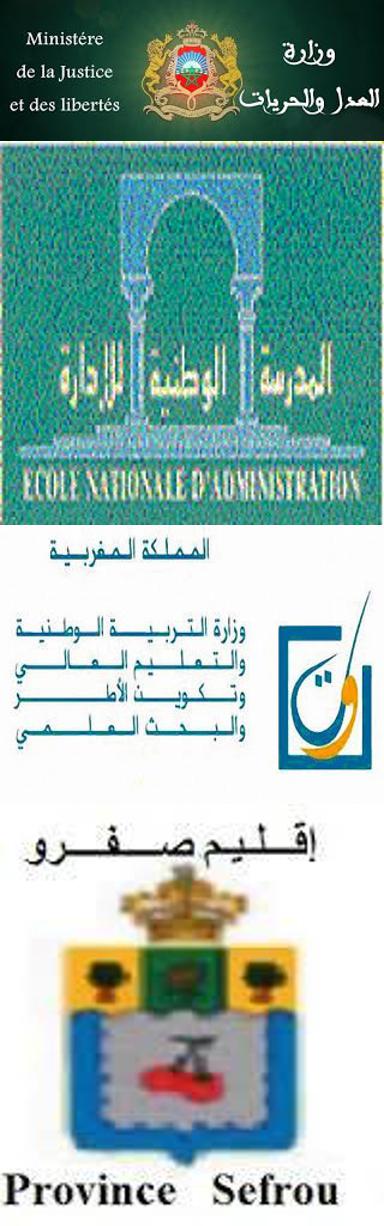 Ministére
de la Justice
et des libertés
وزارة
العدل والحريات
المدرسة الوطنية للإدارة
ECOLE NATIONALE D'ADMINISTRATION
المملكة المغربية
وزارة التربية الوطنية
والتعليم العالي
وتكوين الأطر
والبحث العلمي
إقليم صفرو
Province Sefrou